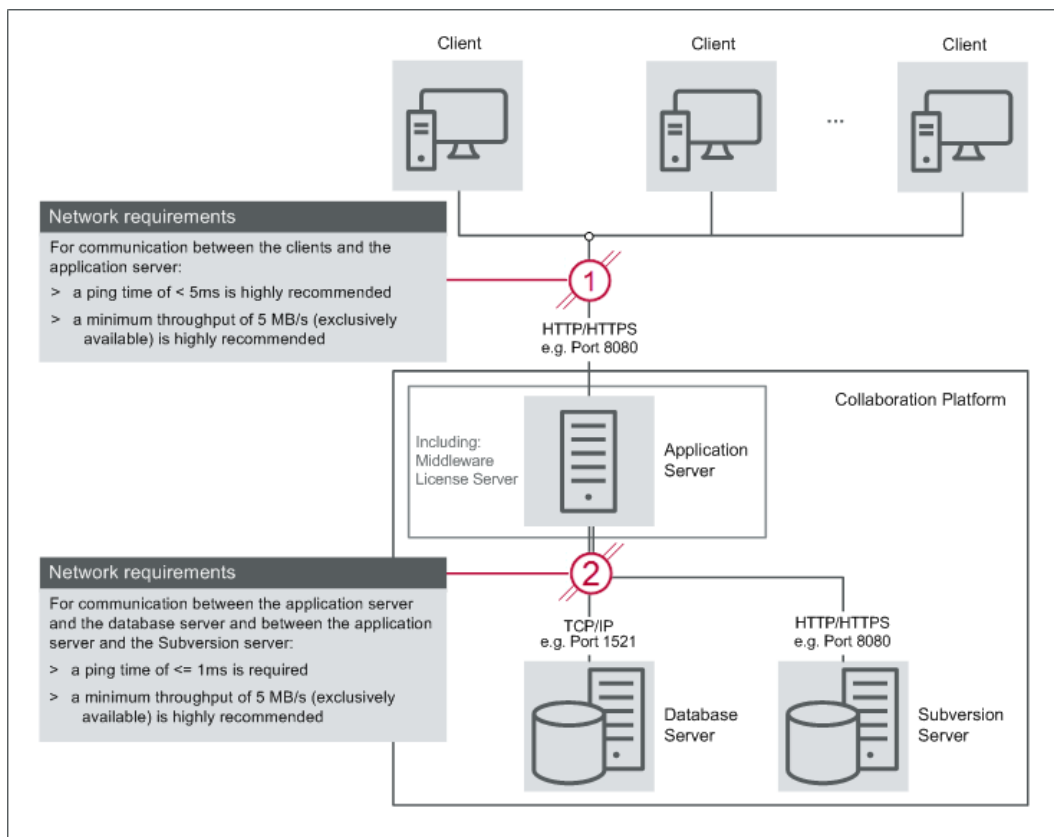 Client
Client
Client
...
Network requirements
For communication between the clients and the
application server:
> a ping time of < 5ms is highly recommended
> a minimum throughput of 5 MB/s (exclusively
available) is highly recommended
1
HTTP/HTTPS
e.g. Port 8080
Collaboration Platform
Including:
Middleware
License Server
Application
Server
Network requirements
For communication between the application server
and the database server and between the application
server and the Subversion server:
> a ping time of <= 1ms is required
> a minimum throughput of 5 MB/s (exclusively
available) is highly recommended
2
TCP/IP
e.g. Port 1521
HTTP/HTTPS
e.g. Port 8080
Database
Server
Subversion
Server